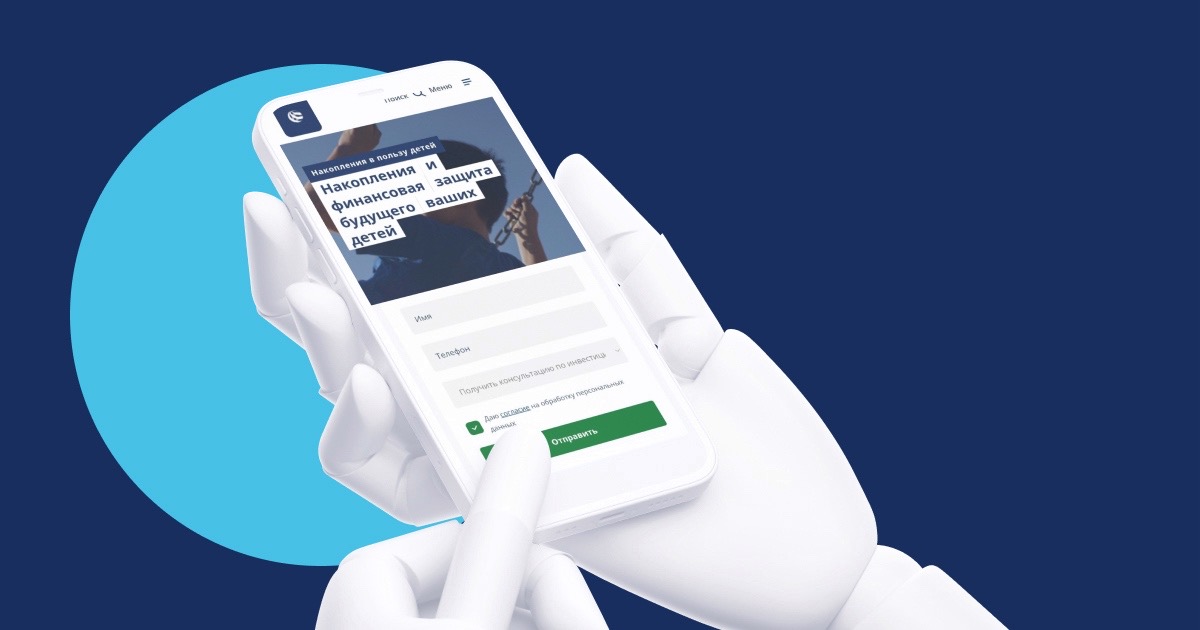 Поиск Меню
Накопления в пользу детей
Накопления и
финансовая защита
будущего ваших
детей
Имя
Телефон
Получить консультацию по инвестиц
Даю согласие на обработку персональных
данных
Отправить